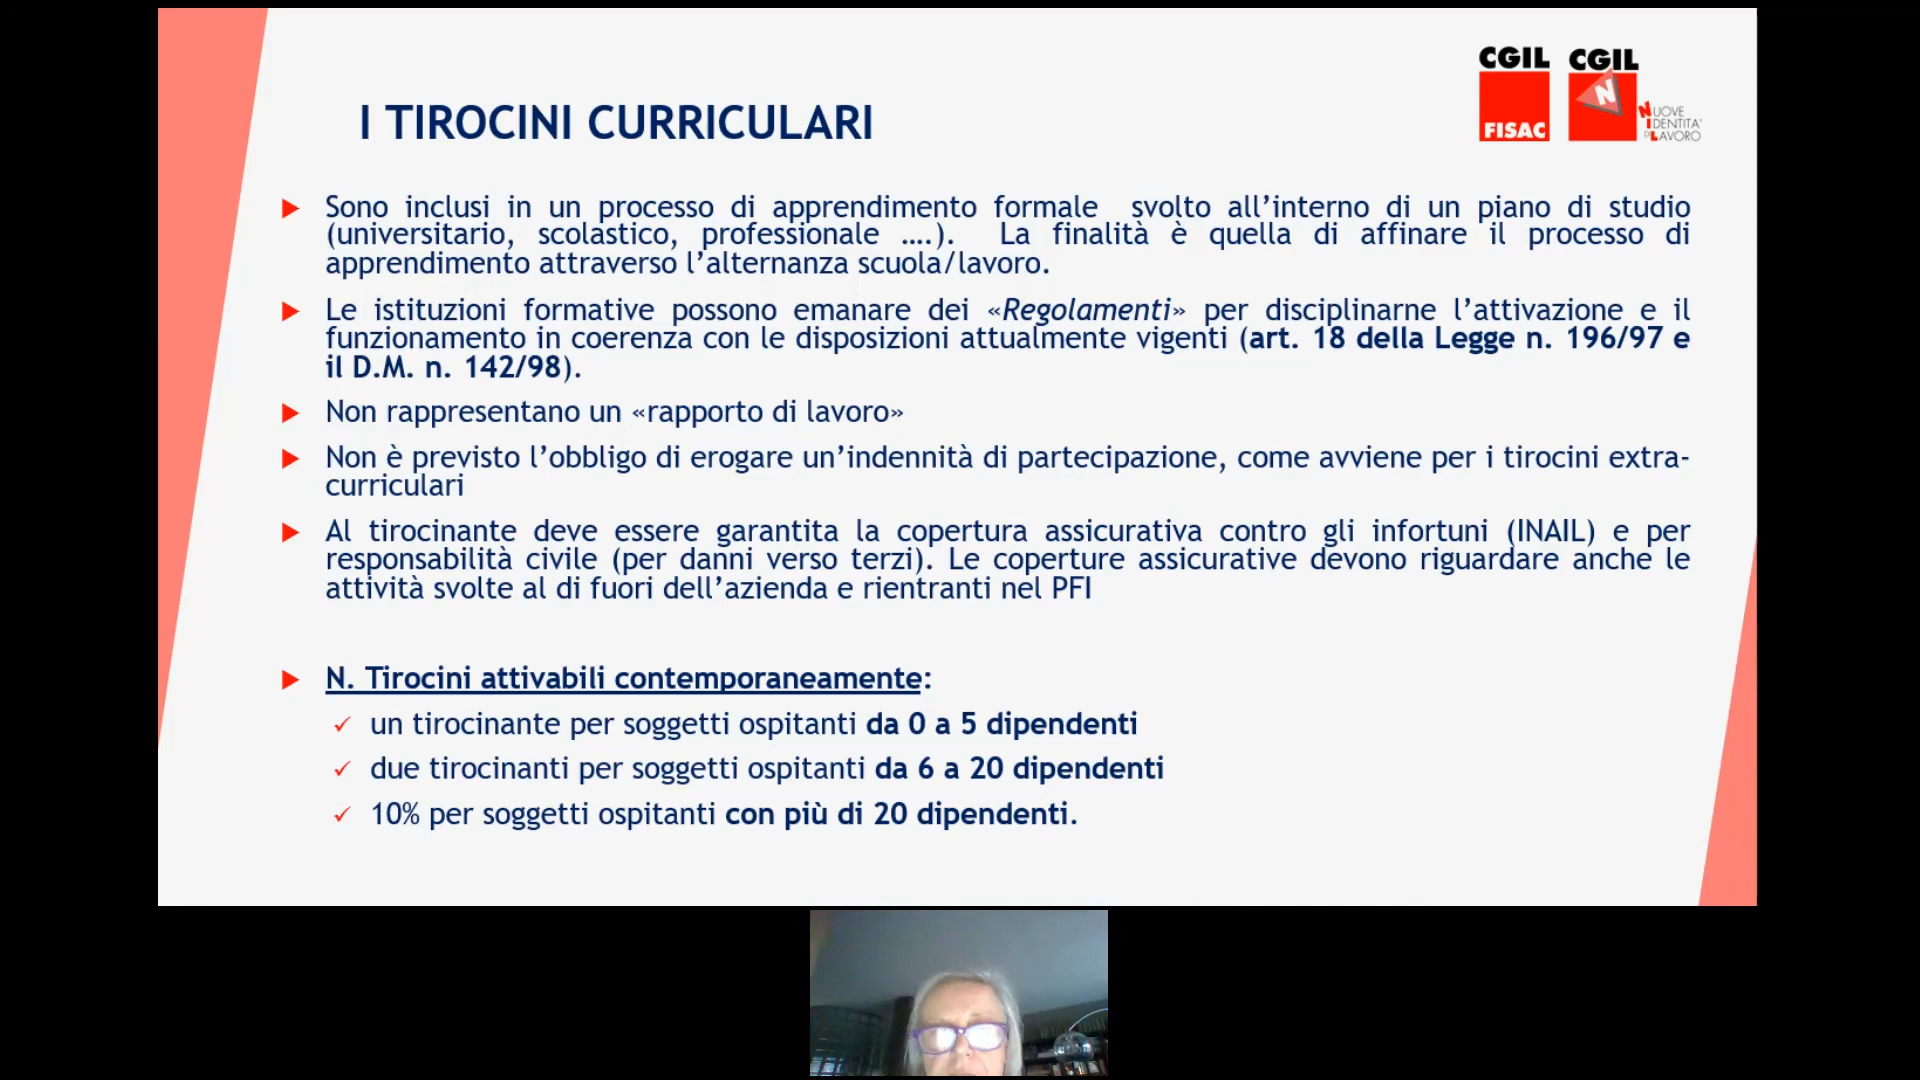 CGIL
FISAC
CGIL
N
NUOVE
IDENTITA'
DI LAVORO
I TIROCINI CURRICULARI
Sono inclusi in un processo di apprendimento formale svolto all’interno di un piano di studio
(universitario, scolastico, professionale ….). La finalità è quella di affinare il processo di
apprendimento attraverso l’alternanza scuola/lavoro.
Le istituzioni formative possono emanare dei «Regolamenti» per disciplinarne l’attivazione e il
funzionamento in coerenza con le disposizioni attualmente vigenti (art. 18 della Legge n. 196/97 e
il D.M. n. 142/98).
Non rappresentano un «rapporto di lavoro»
Non è previsto l’obbligo di erogare un’indennità di partecipazione, come avviene per i tirocini extra-
curriculari
Al tirocinante deve essere garantita la copertura assicurativa contro gli infortuni (INAIL) e per
responsabilità civile (per danni verso terzi). Le coperture assicurative devono riguardare anche le
attività svolte al di fuori dell’azienda e rientranti nel PFI
N. Tirocini attivabili contemporaneamente:
un tirocinante per soggetti ospitanti da 0 a 5 dipendenti
due tirocinanti per soggetti ospitanti da 6 a 20 dipendenti
10% per soggetti ospitanti con più di 20 dipendenti.